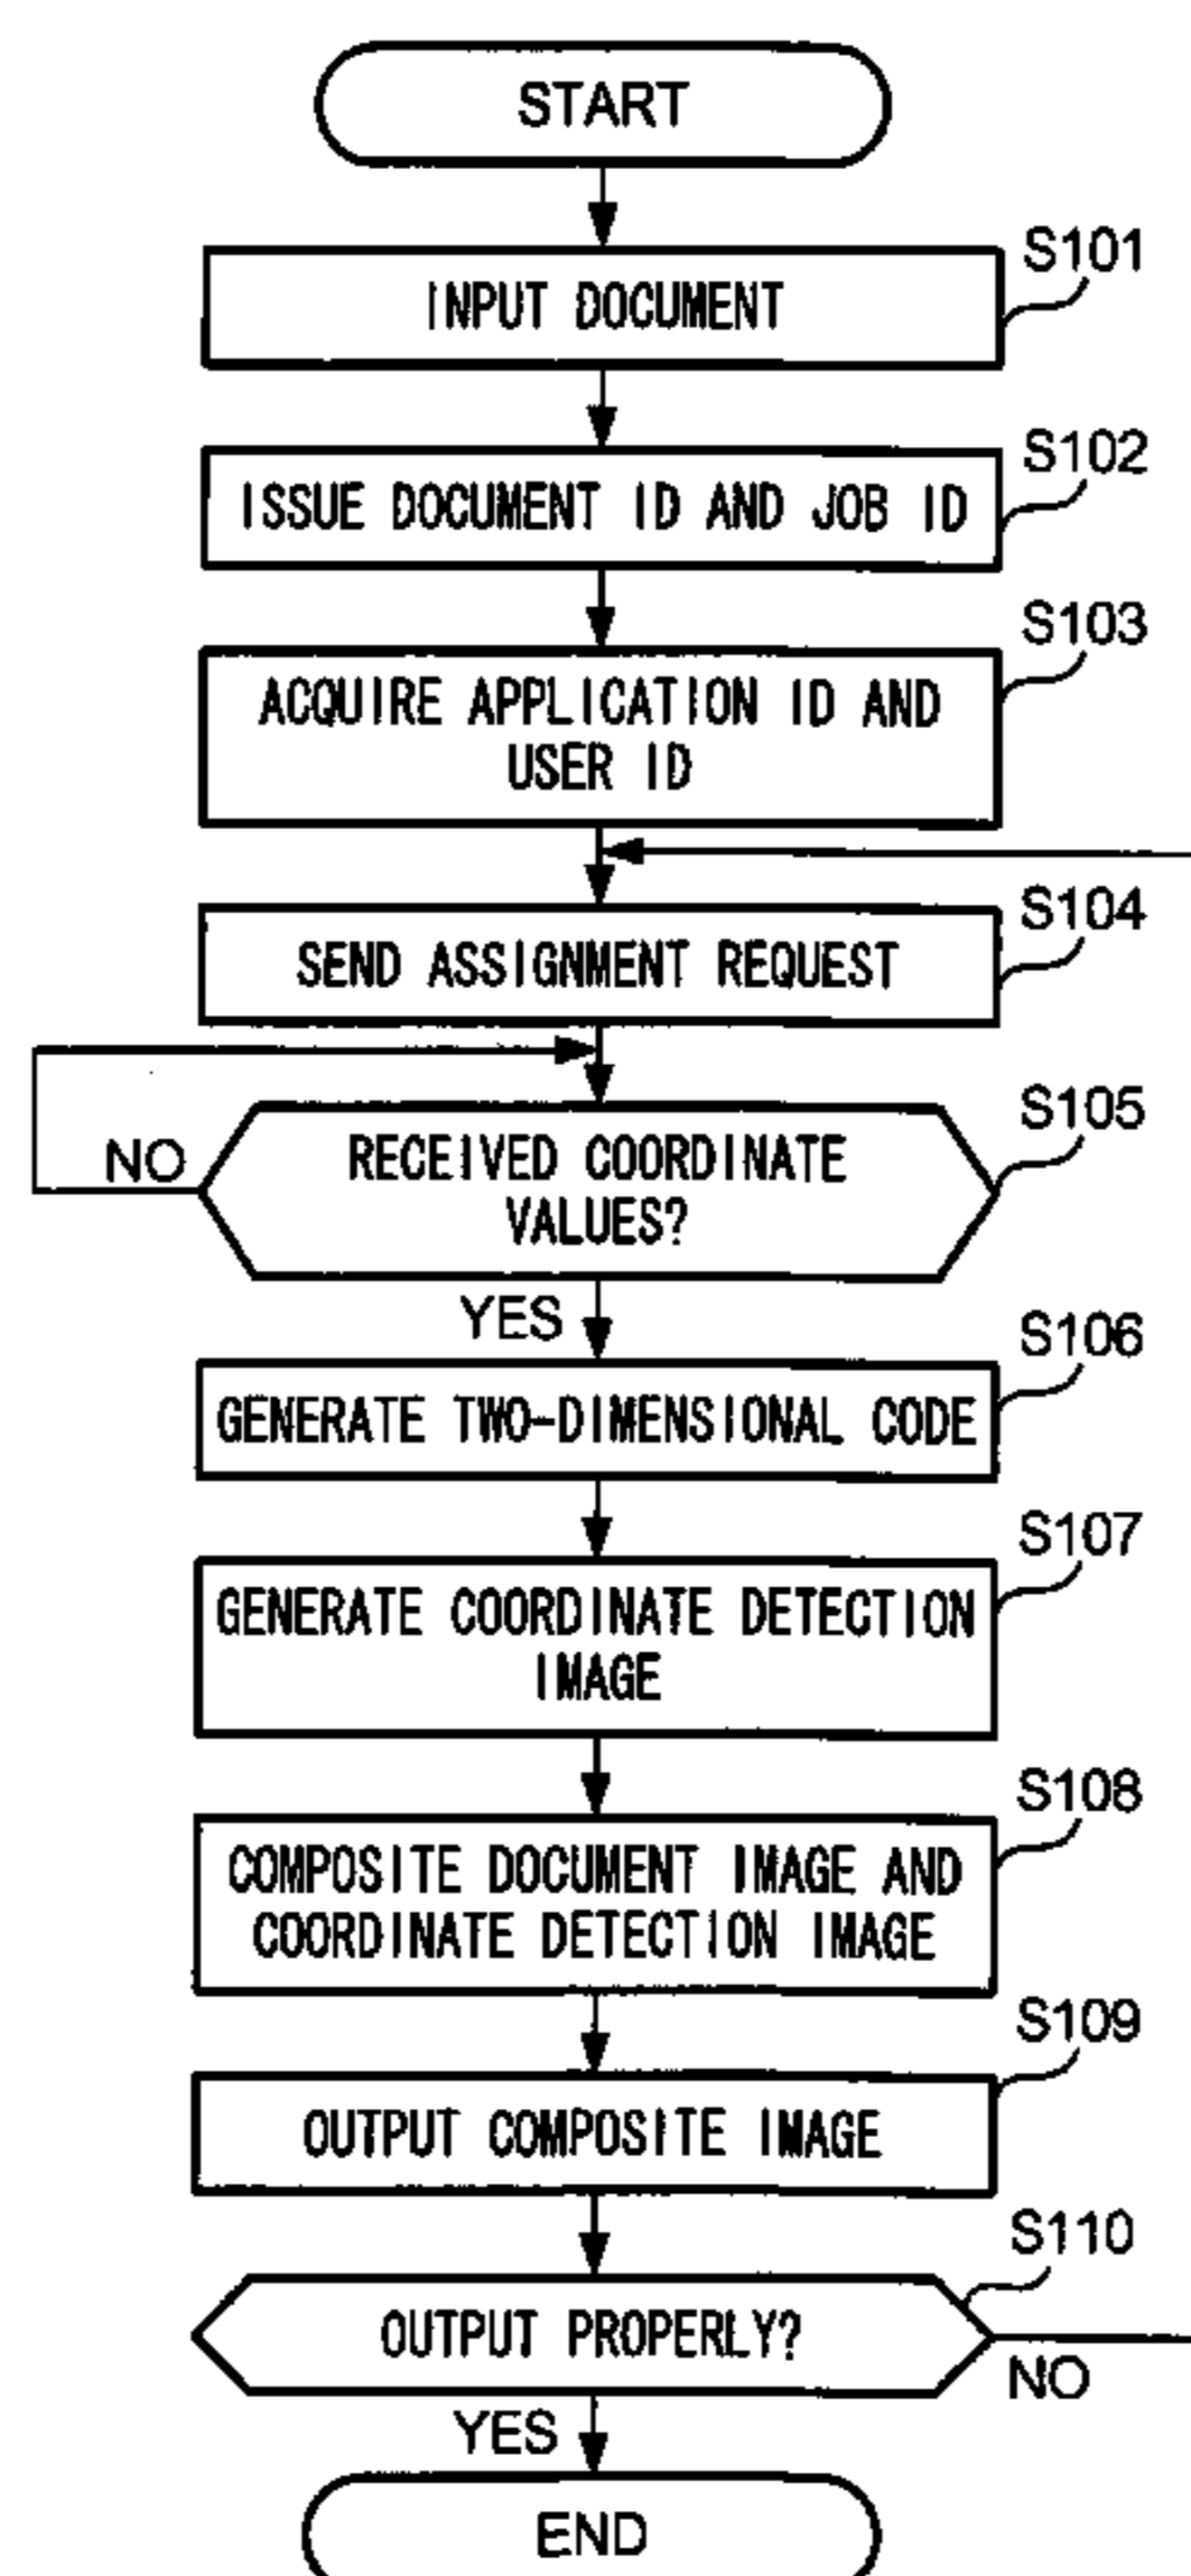 START
S101
INPUT DOCUMENT
S102
ISSUE DOCUMENT ID AND JOB ID
S103
ACQUIRE APPLICATION ID AND
USER ID
S104
SEND ASSIGNMENT REQUEST
S105
RECEIVED COORDINATE
VALUES?
NO
YES
S106
GENERATE TWO-DIMENSIONAL CODE
S107
GENERATE COORDINATE DETECTION
IMAGE
S108
COMPOSITE DOCUMENT IMAGE AND
COORDINATE DETECTION IMAGE
S109
OUTPUT COMPOSITE IMAGE
S110
OUTPUT PROPERLY?
NO
YES
END